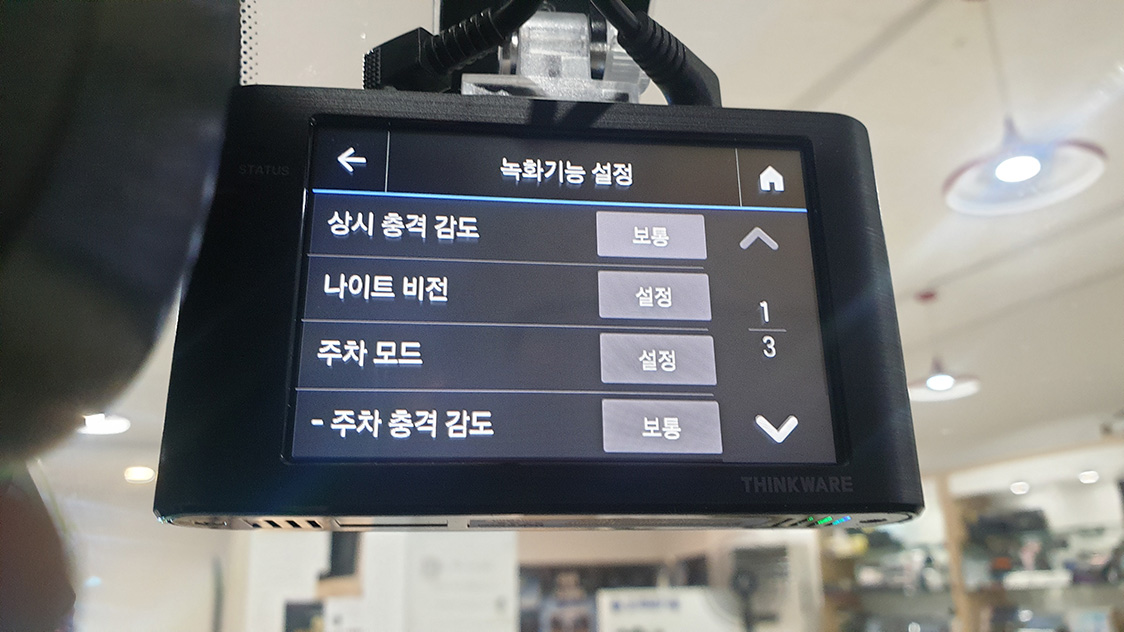 STATUS
녹화기능 설정
상시 충격 감도 보통
나이트 비전 설정
1
3
주차 모드 설정
- 주차 충격 감도 보통
THINKWARE